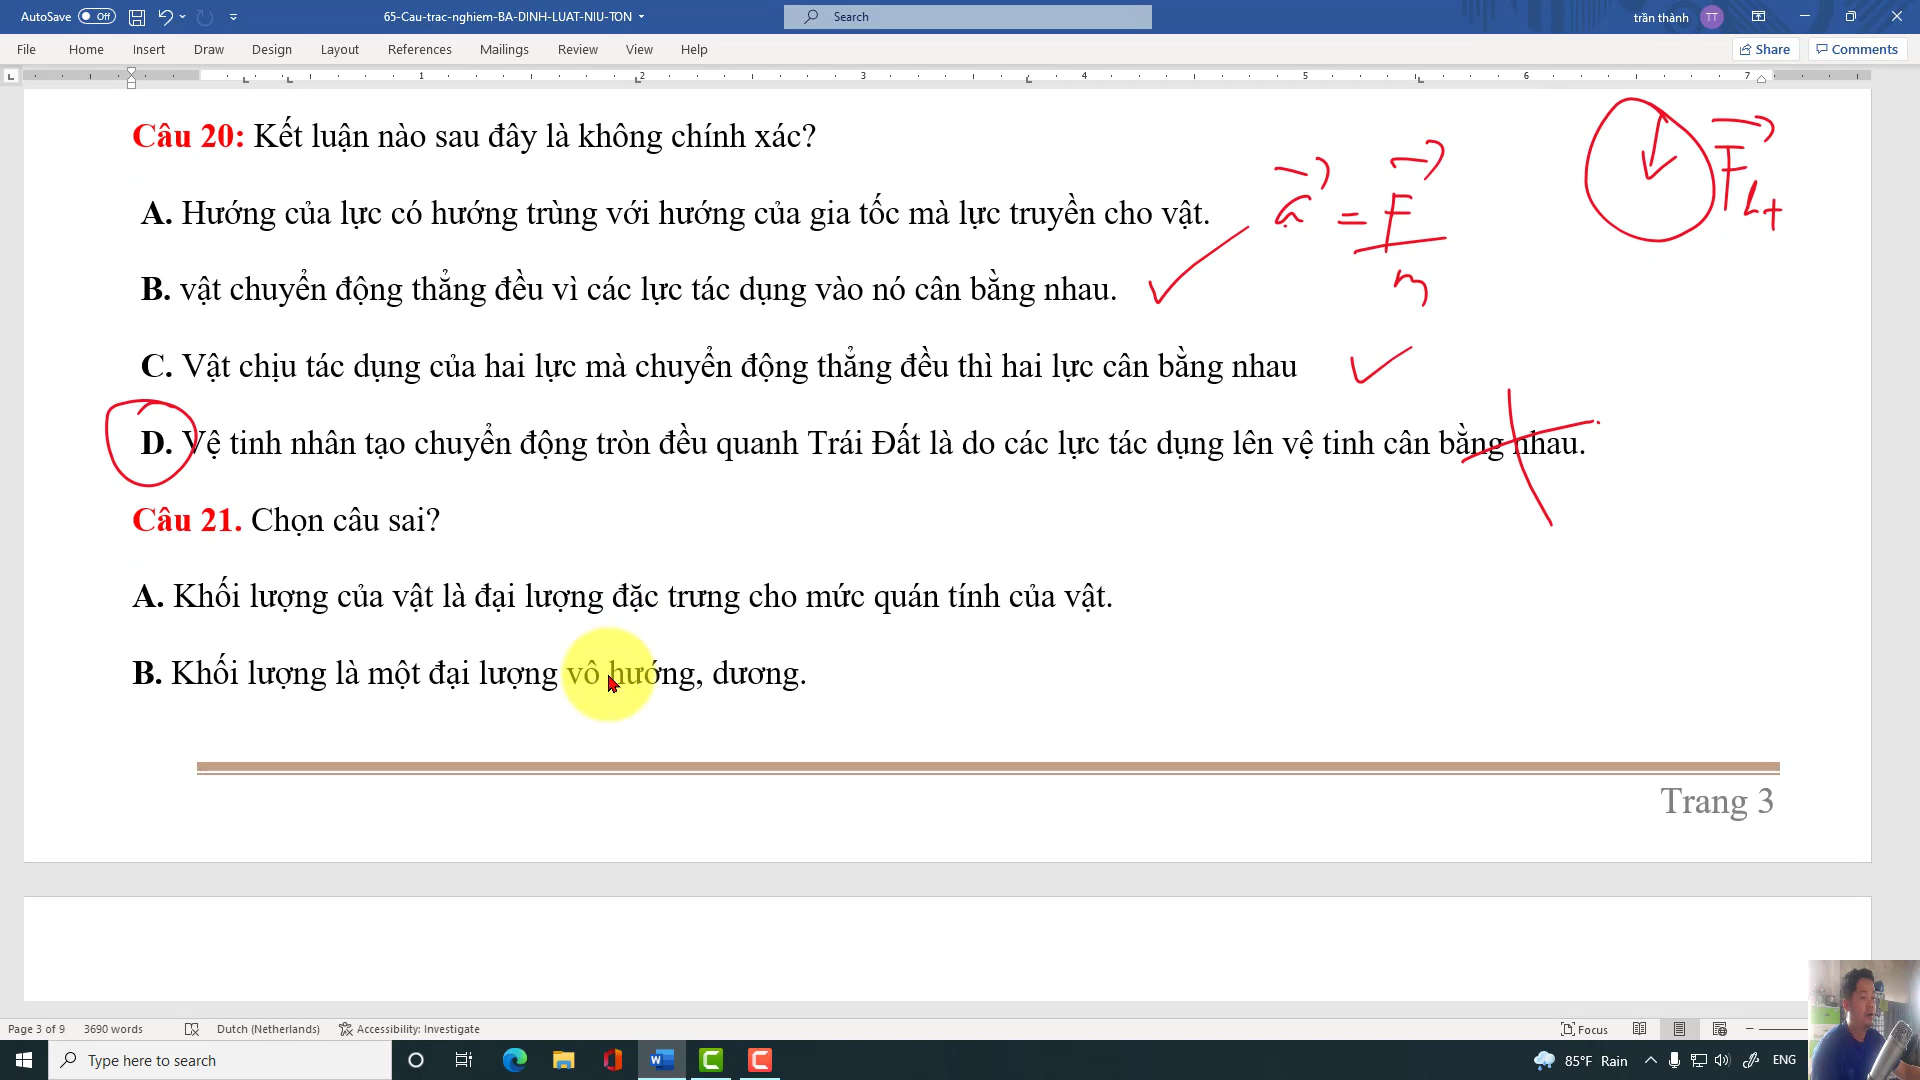 AutoSave Off 65-Cau-trac-nghiem-BA-DINH-LUAT-NIU-TON Search trần thành TT
File Home Insert Draw Design Layout References Mailings Review View Help Share Comments
1 2 3 4 5 6 7
Câu 20: Kết luận nào sau đây là không chính xác?
A. Hướng của lực có hướng trùng với hướng của gia tốc mà lực truyền cho vật.
a = F
m
F
B. vật chuyển động thẳng đều vì các lực tác dụng vào nó cân bằng nhau.
C. Vật chịu tác dụng của hai lực mà chuyển động thẳng đều thì hai lực cân bằng nhau
D. Vệ tinh nhân tạo chuyển động tròn đều quanh Trái Đất là do các lực tác dụng lên vệ tinh cân bằng nhau.
Câu 21. Chọn câu sai?
A. Khối lượng của vật là đại lượng đặc trưng cho mức quán tính của vật.
B. Khối lượng là một đại lượng vô hướng, dương.
Trang 3
Page 3 of 9 3690 words Dutch (Netherlands) Accessibility: Investigate Focus
Type here to search 85°F Rain ENG